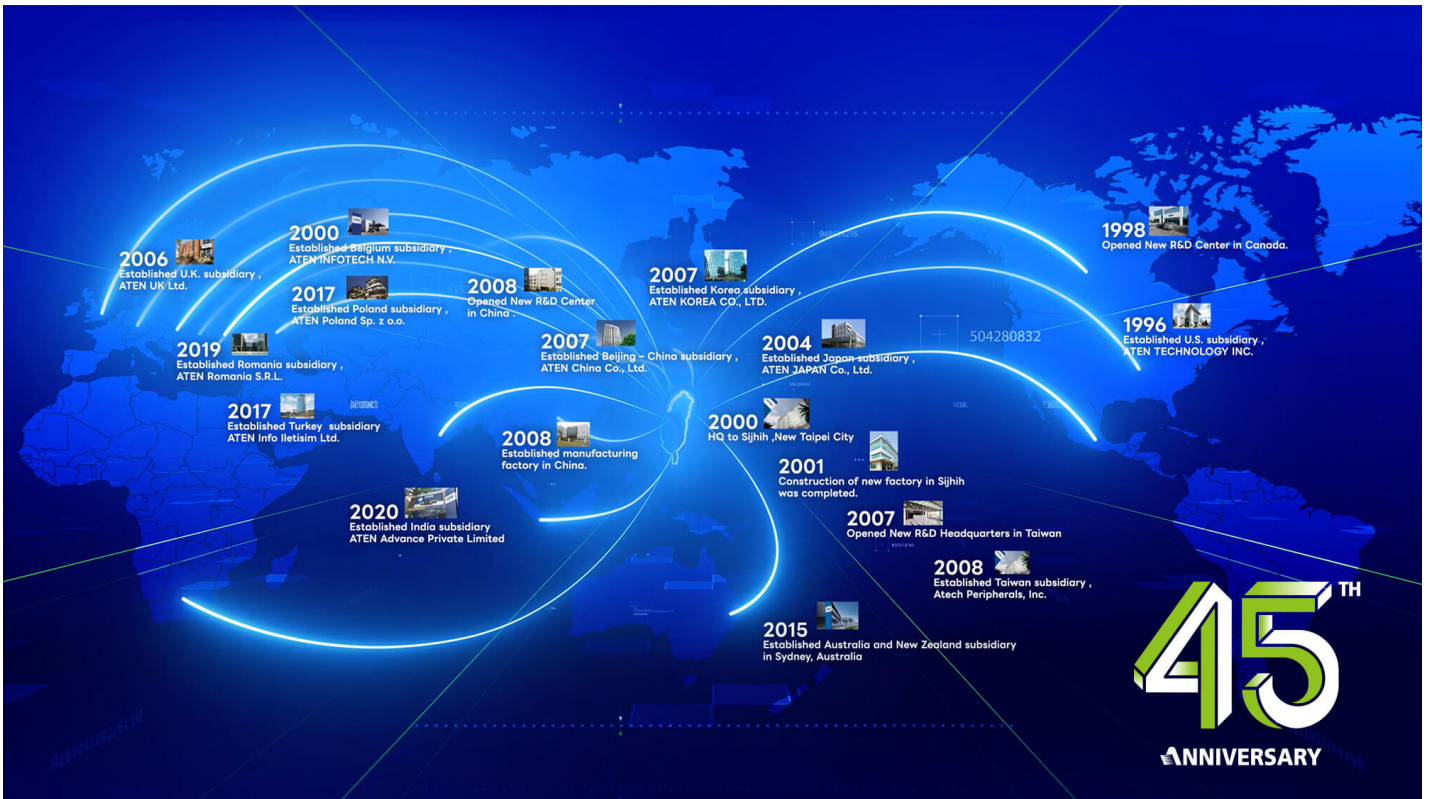 2006
Established U.K. subsidiary ,
ATEN UK Ltd.
2000
Established Belgium subsidiary ,
ATEN INFOTECH N.V.
2017
Established Poland subsidiary ,
ATEN Poland Sp. z o.o.
2019
Established Romania subsidiary ,
ATEN Romania S.R.L.
2017
Established Turkey subsidiary
ATEN Info Iletisim Ltd.
2008
Opened New R&D Center
in China .
2007
Established Beijing – China subsidiary ,
ATEN China Co., Ltd.
2008
Established manufacturing
factory in China.
2020
Established India subsidiary
ATEN Advance Private Limited
2007
Established Korea subsidiary ,
ATEN KOREA CO., LTD.
2004
Established Japan subsidiary ,
ATEN JAPAN Co., Ltd.
2000
HQ to Sijhih ,New Taipei City
2001
Construction of new factory in Sijhih
was completed.
2007
Opened New R&D Headquarters in Taiwan
2008
Established Taiwan subsidiary ,
Atech Peripherals, Inc.
2015
Established Australia and New Zealand subsidiary
in Sydney, Australia
1998
Opened New R&D Center in Canada.
1996
Established U.S. subsidiary ,
ATEN TECHNOLOGY INC.
504280832
45TH
ANNIVERSARY